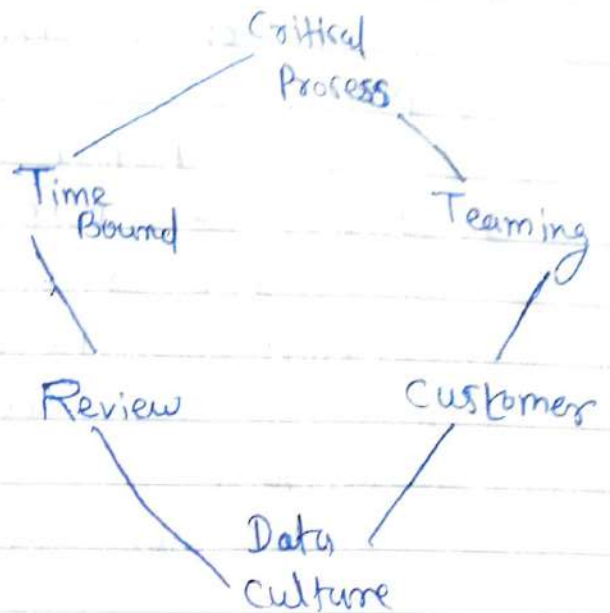 Critical
Process
Time
Bound
Teaming
Review
Customer
Data
Culture